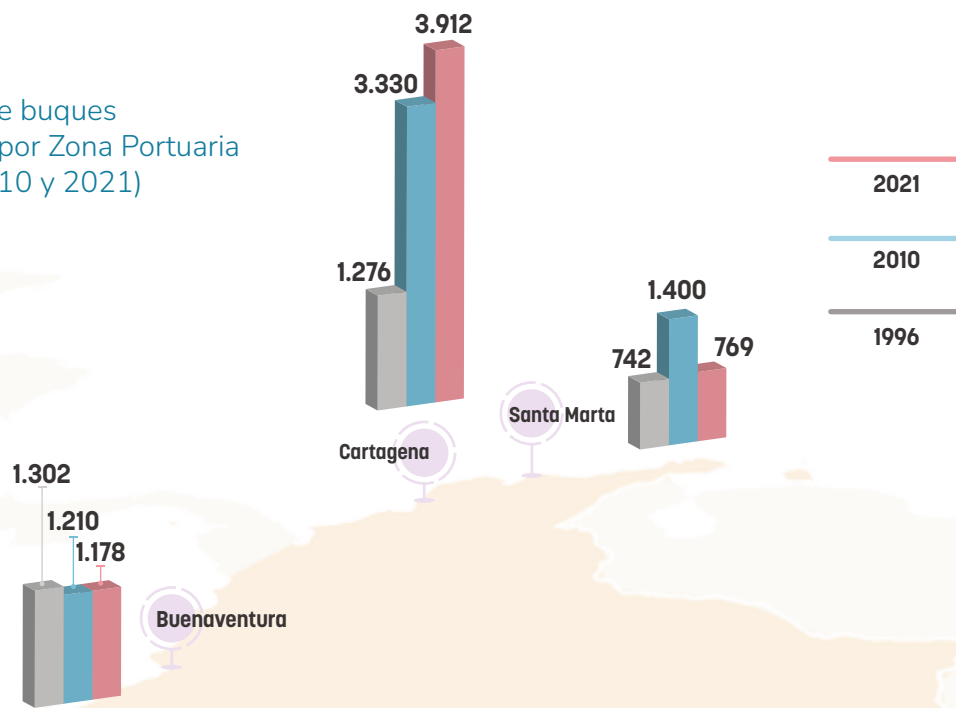 e buques
por Zona Portuaria
10 y 2021)
3.912
3.330
1.276
2021
2010
1996
1.400
742
769
Santa Marta
Cartagena
1.302
1.210
1.178
Buenaventura